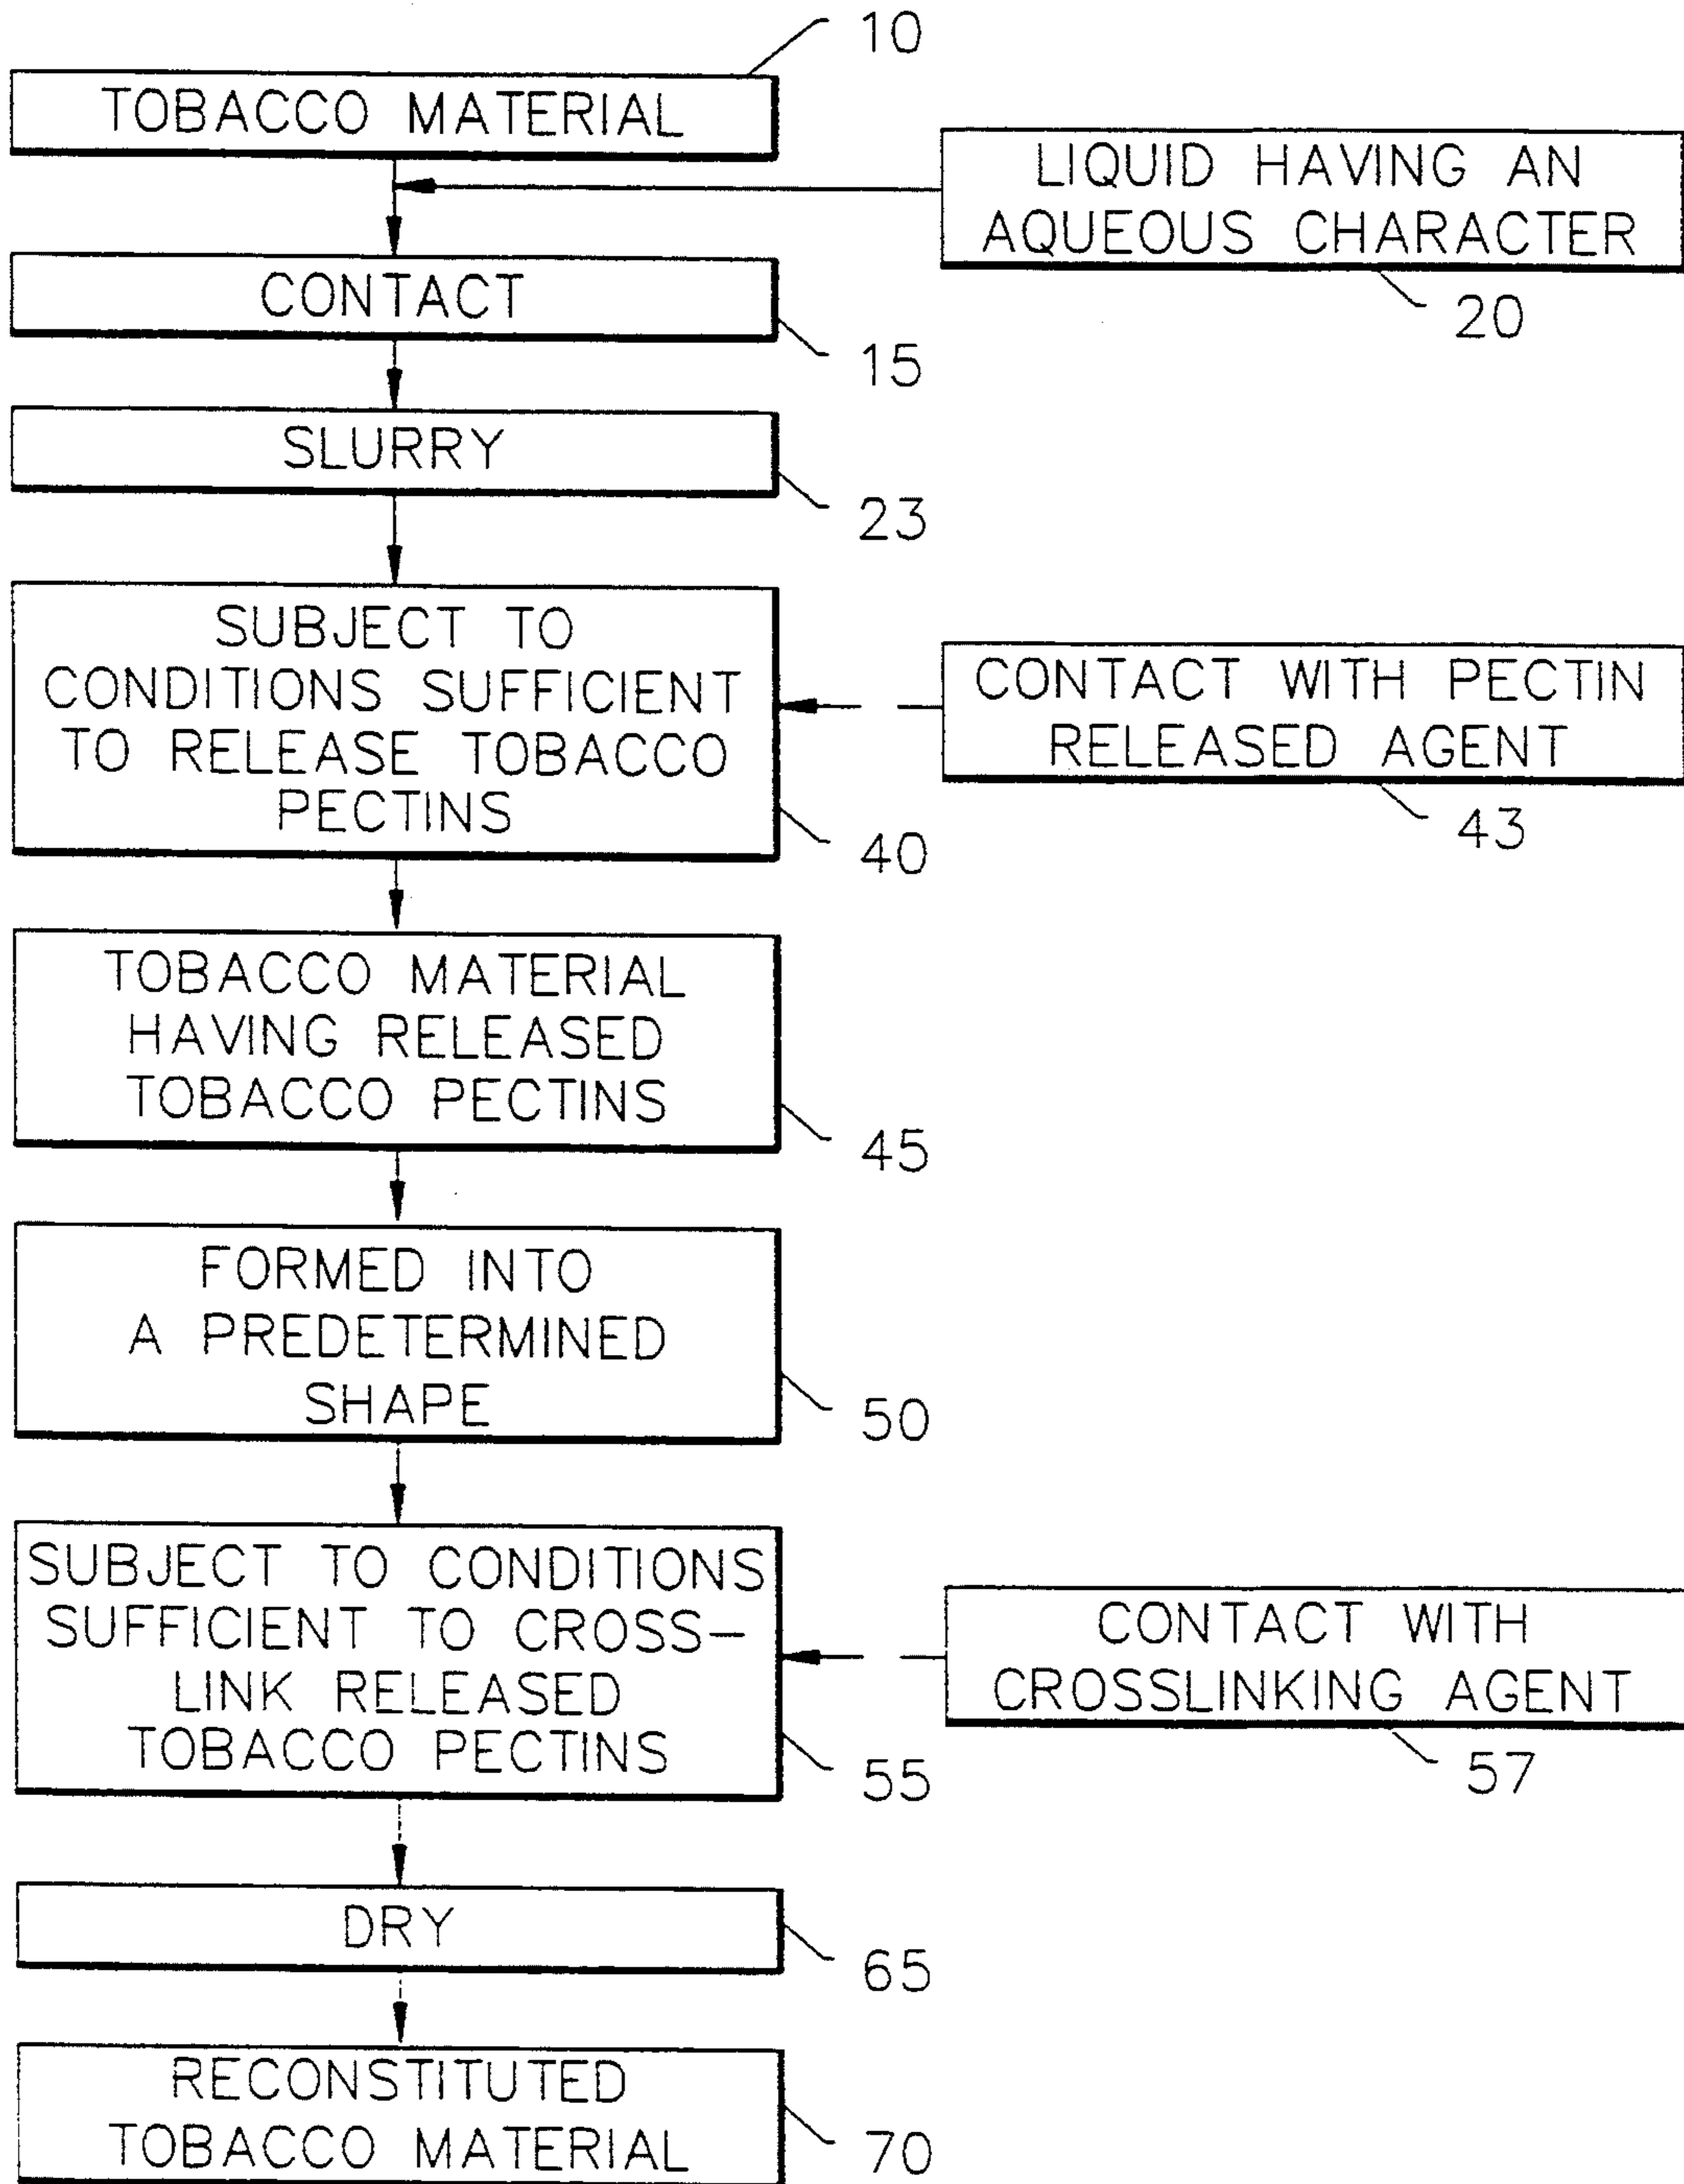 10
TOBACCO MATERIAL
LIQUID HAVING AN
AQUEOUS CHARACTER
20
CONTACT
15
SLURRY
23
SUBJECT TO
CONDITIONS SUFFICIENT
TO RELEASE TOBACCO
PECTINS
40
CONTACT WITH PECTIN
RELEASED AGENT
43
TOBACCO MATERIAL
HAVING RELEASED
TOBACCO PECTINS
45
FORMED INTO
A PREDETERMINED
SHAPE
50
SUBJECT TO CONDITIONS
SUFFICIENT TO CROSS-
LINK RELEASED
TOBACCO PECTINS
55
CONTACT WITH
CROSSLINKING AGENT
57
DRY
65
RECONSTITUTED
TOBACCO MATERIAL
70